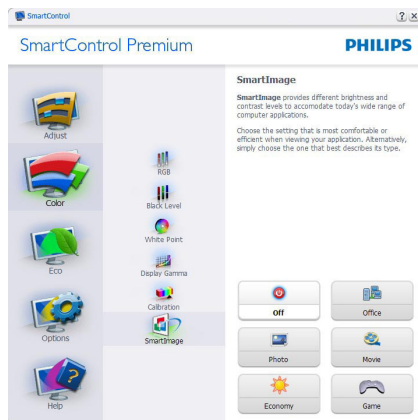 SmartControl
SmartControl Premium
PHILIPS
Adjust
Color
Eco
Options
Help
RGB
Black Level
White Point
Display Gamma
Calibration
SmartImage
SmartImage
SmartImage provides different brightness and
contrast levels to accomodate today's wide range of
computer applications.
Choose the setting that is most comfortable or
efficient when viewing your application. Alternatively,
simply choose the one that best describes its type.
Off
Office
Photo
Movie
Economy
Game